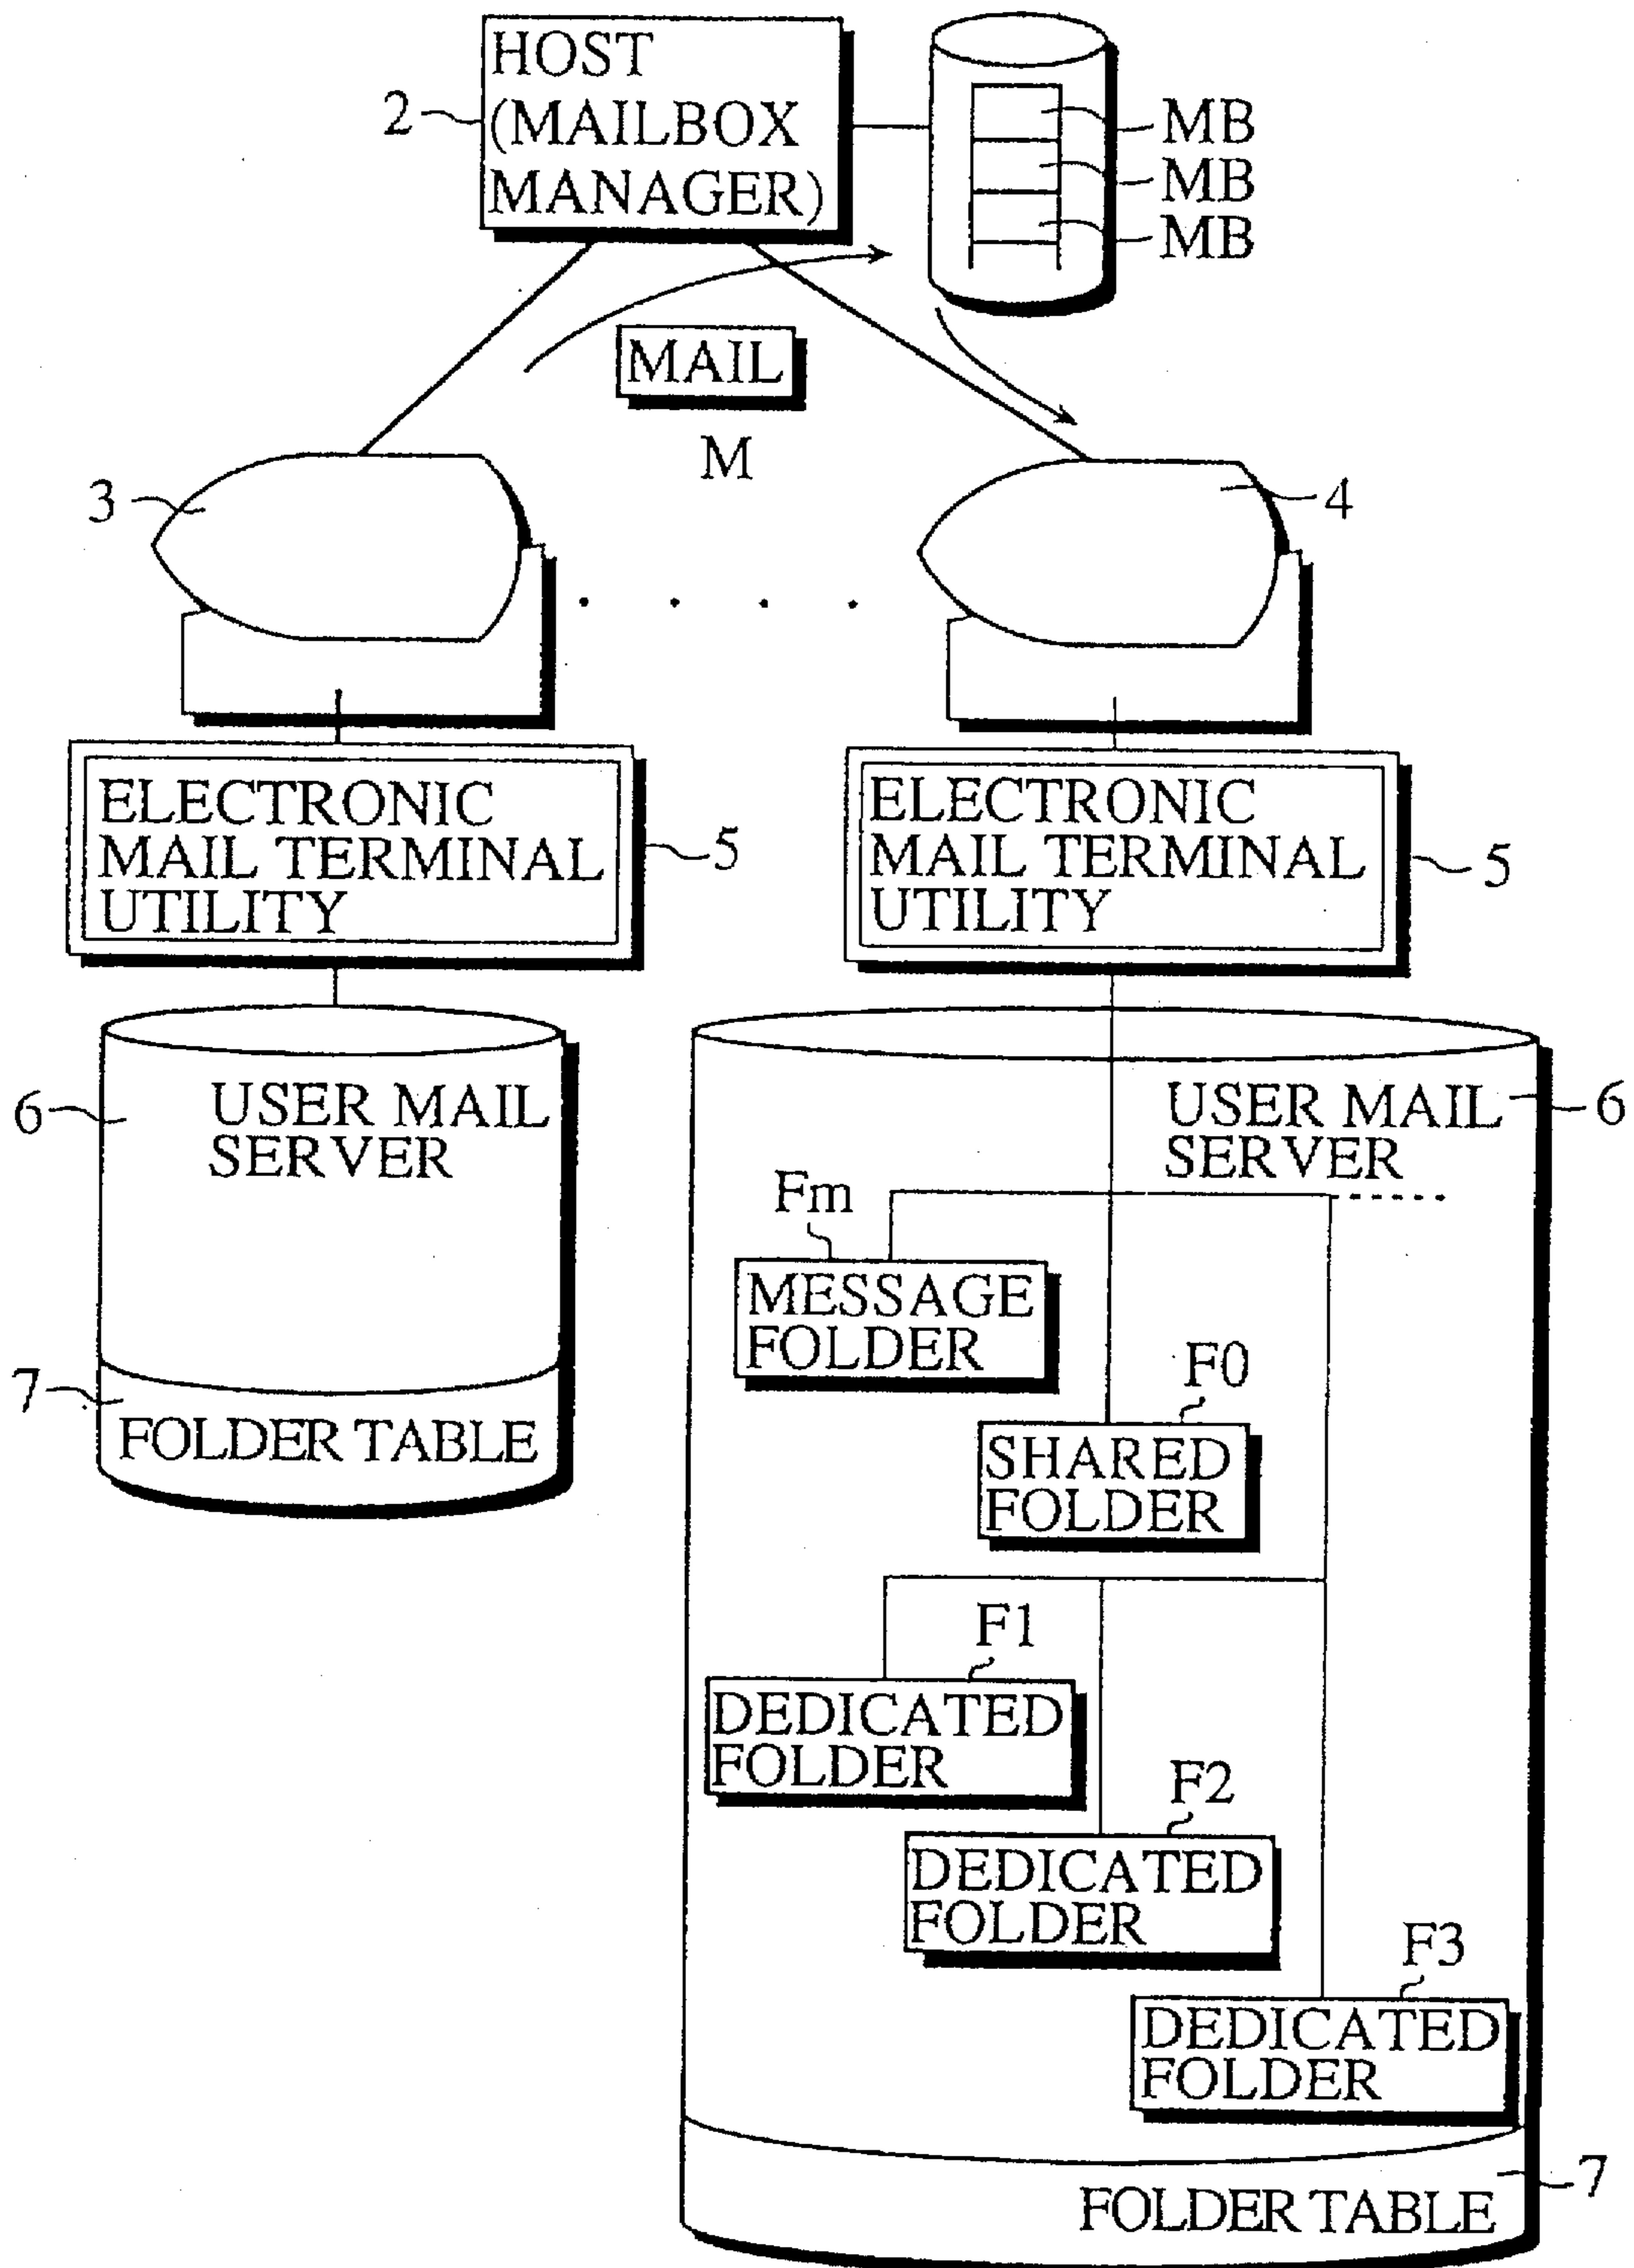 HOST
(MAILBOX
MANAGER)
2
MB
MB
MB
MAIL
M
3
4
ELECTRONIC
MAIL TERMINAL
UTILITY
5
ELECTRONIC
MAIL TERMINAL
UTILITY
5
6
USER MAIL
SERVER
7
FOLDER TABLE
USER MAIL
SERVER
6
Fm
MESSAGE
FOLDER
F0
SHARED
FOLDER
F1
DEDICATED
FOLDER
F2
DEDICATED
FOLDER
F3
DEDICATED
FOLDER
7
FOLDER TABLE